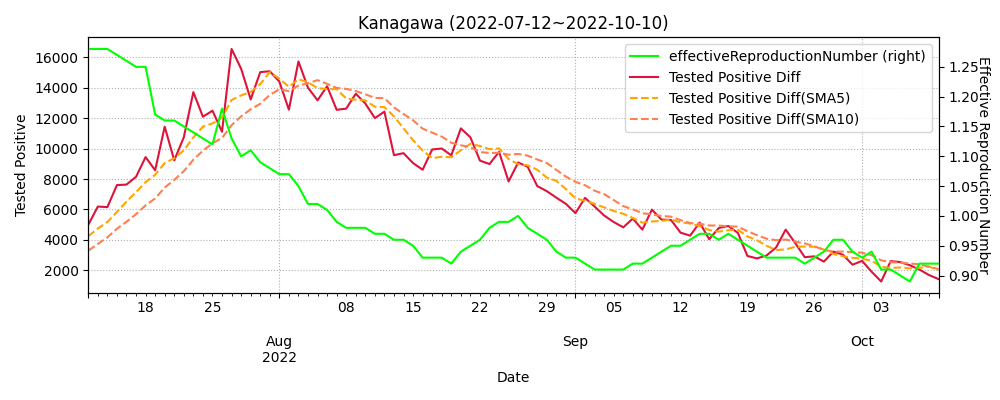 Kanagawa (2022-07-12~2022-10-10)
effectiveReproductionNumber (right)
Tested Positive Diff
Tested Positive Diff(SMA5)
Tested Positive Diff(SMA10)
Tested Positive
16000
14000
12000
10000
8000
6000
4000
2000
Effective Reproduction Number
1.25
1.20
1.15
1.10
1.05
1.00
0.95
0.90
18 25 08 15 22 29 05 12 19 26 03
Aug Sep Oct
2022
Date